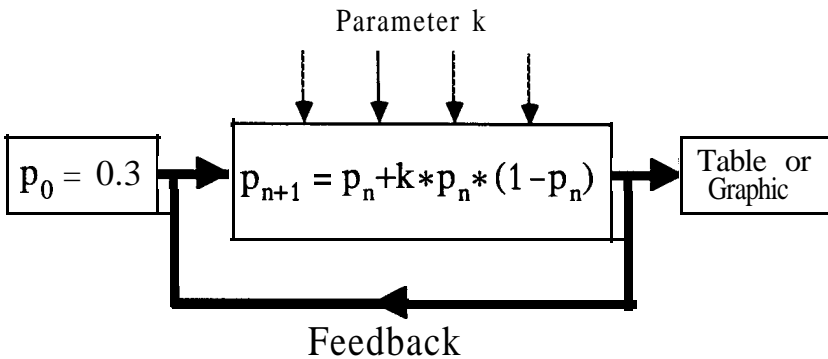 Parameter k
p₀ = 0.3
pₙ₊₁ = pₙ+k*pₙ*(1-pₙ)
Table or
Graphic
Feedback